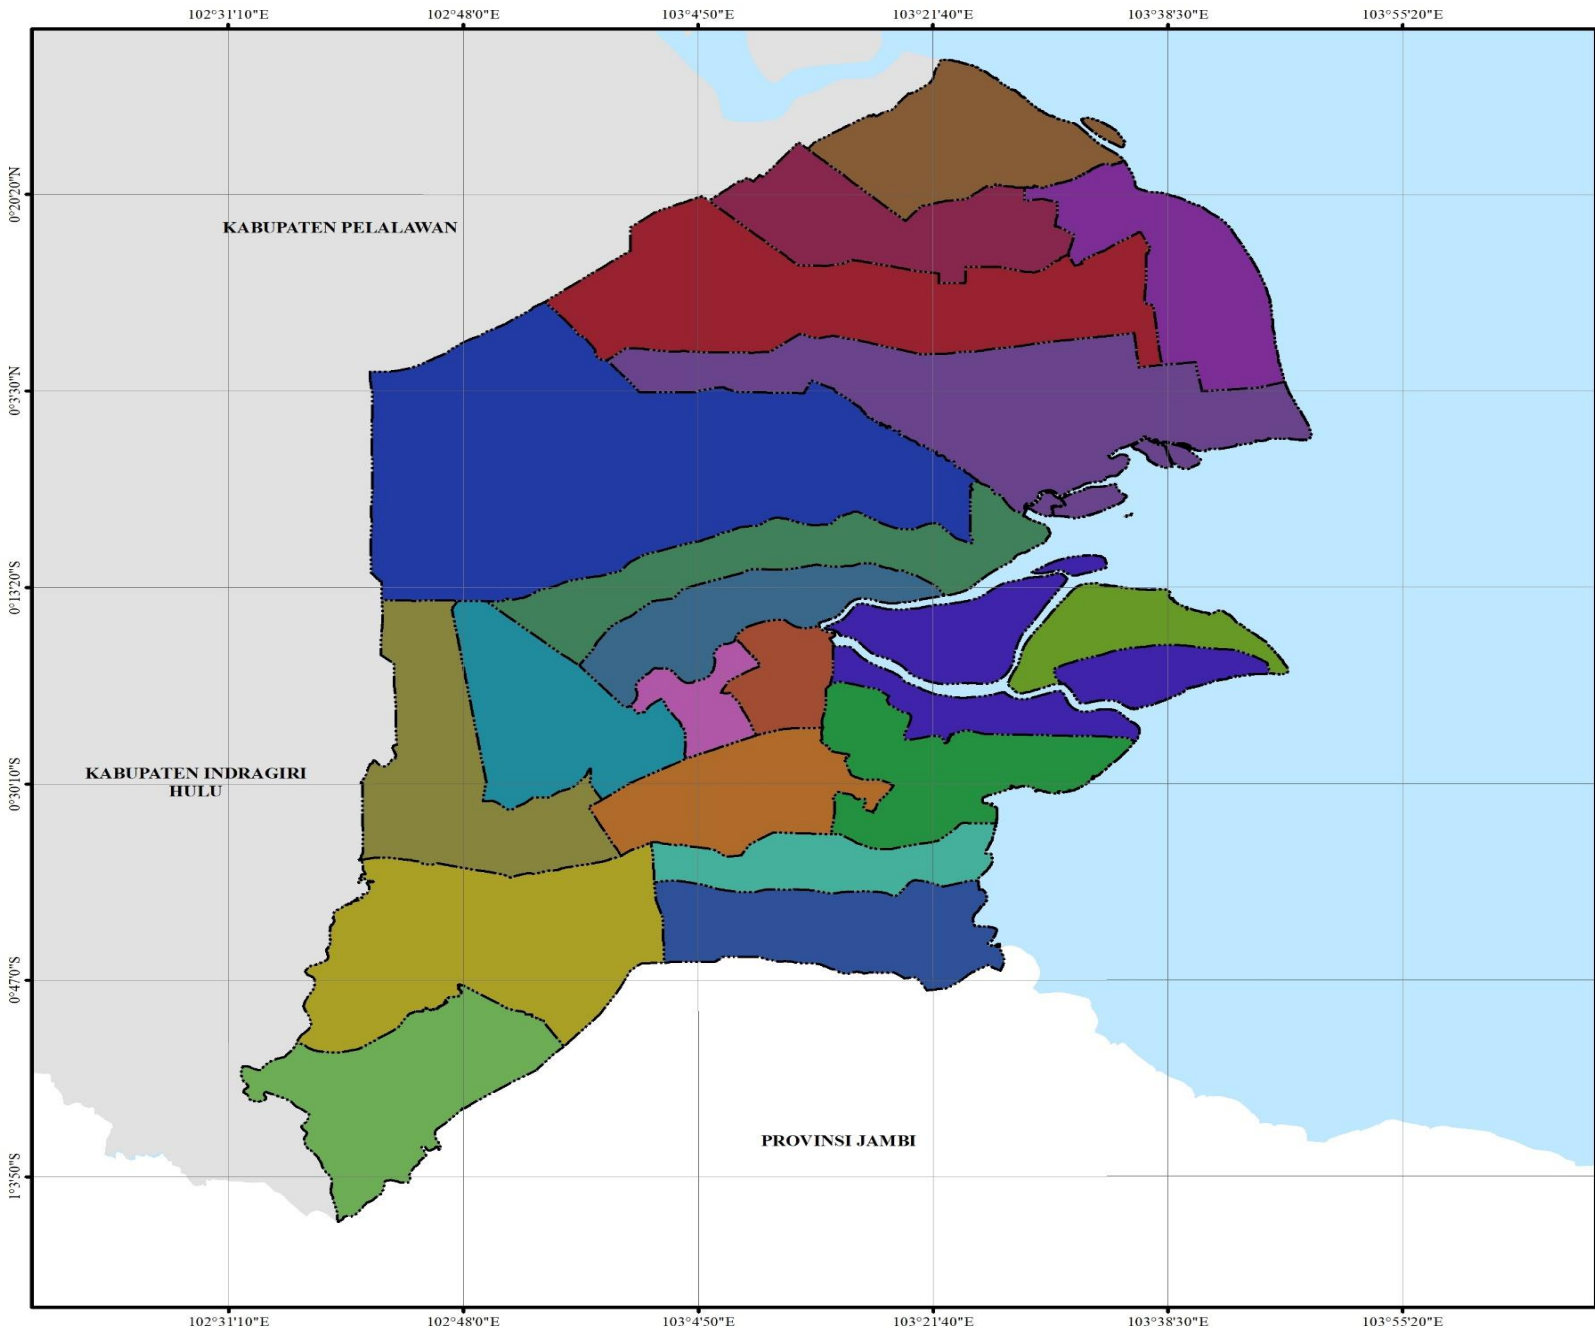 102°31'10"E 102°48'0"E 103°4'50"E 103°21'40"E 103°38'30"E 103°55'20"E
0°20'20"N
KABUPATEN PELALAWAN
0°3'30"N
0°13'20"S
KABUPATEN INDRAGIRI
HULU
0°30'10"S
0°47'0"S
PROVINSI JAMBI
1°3'50"S
102°31'10"E 102°48'0"E 103°4'50"E 103°21'40"E 103°38'30"E 103°55'20"E